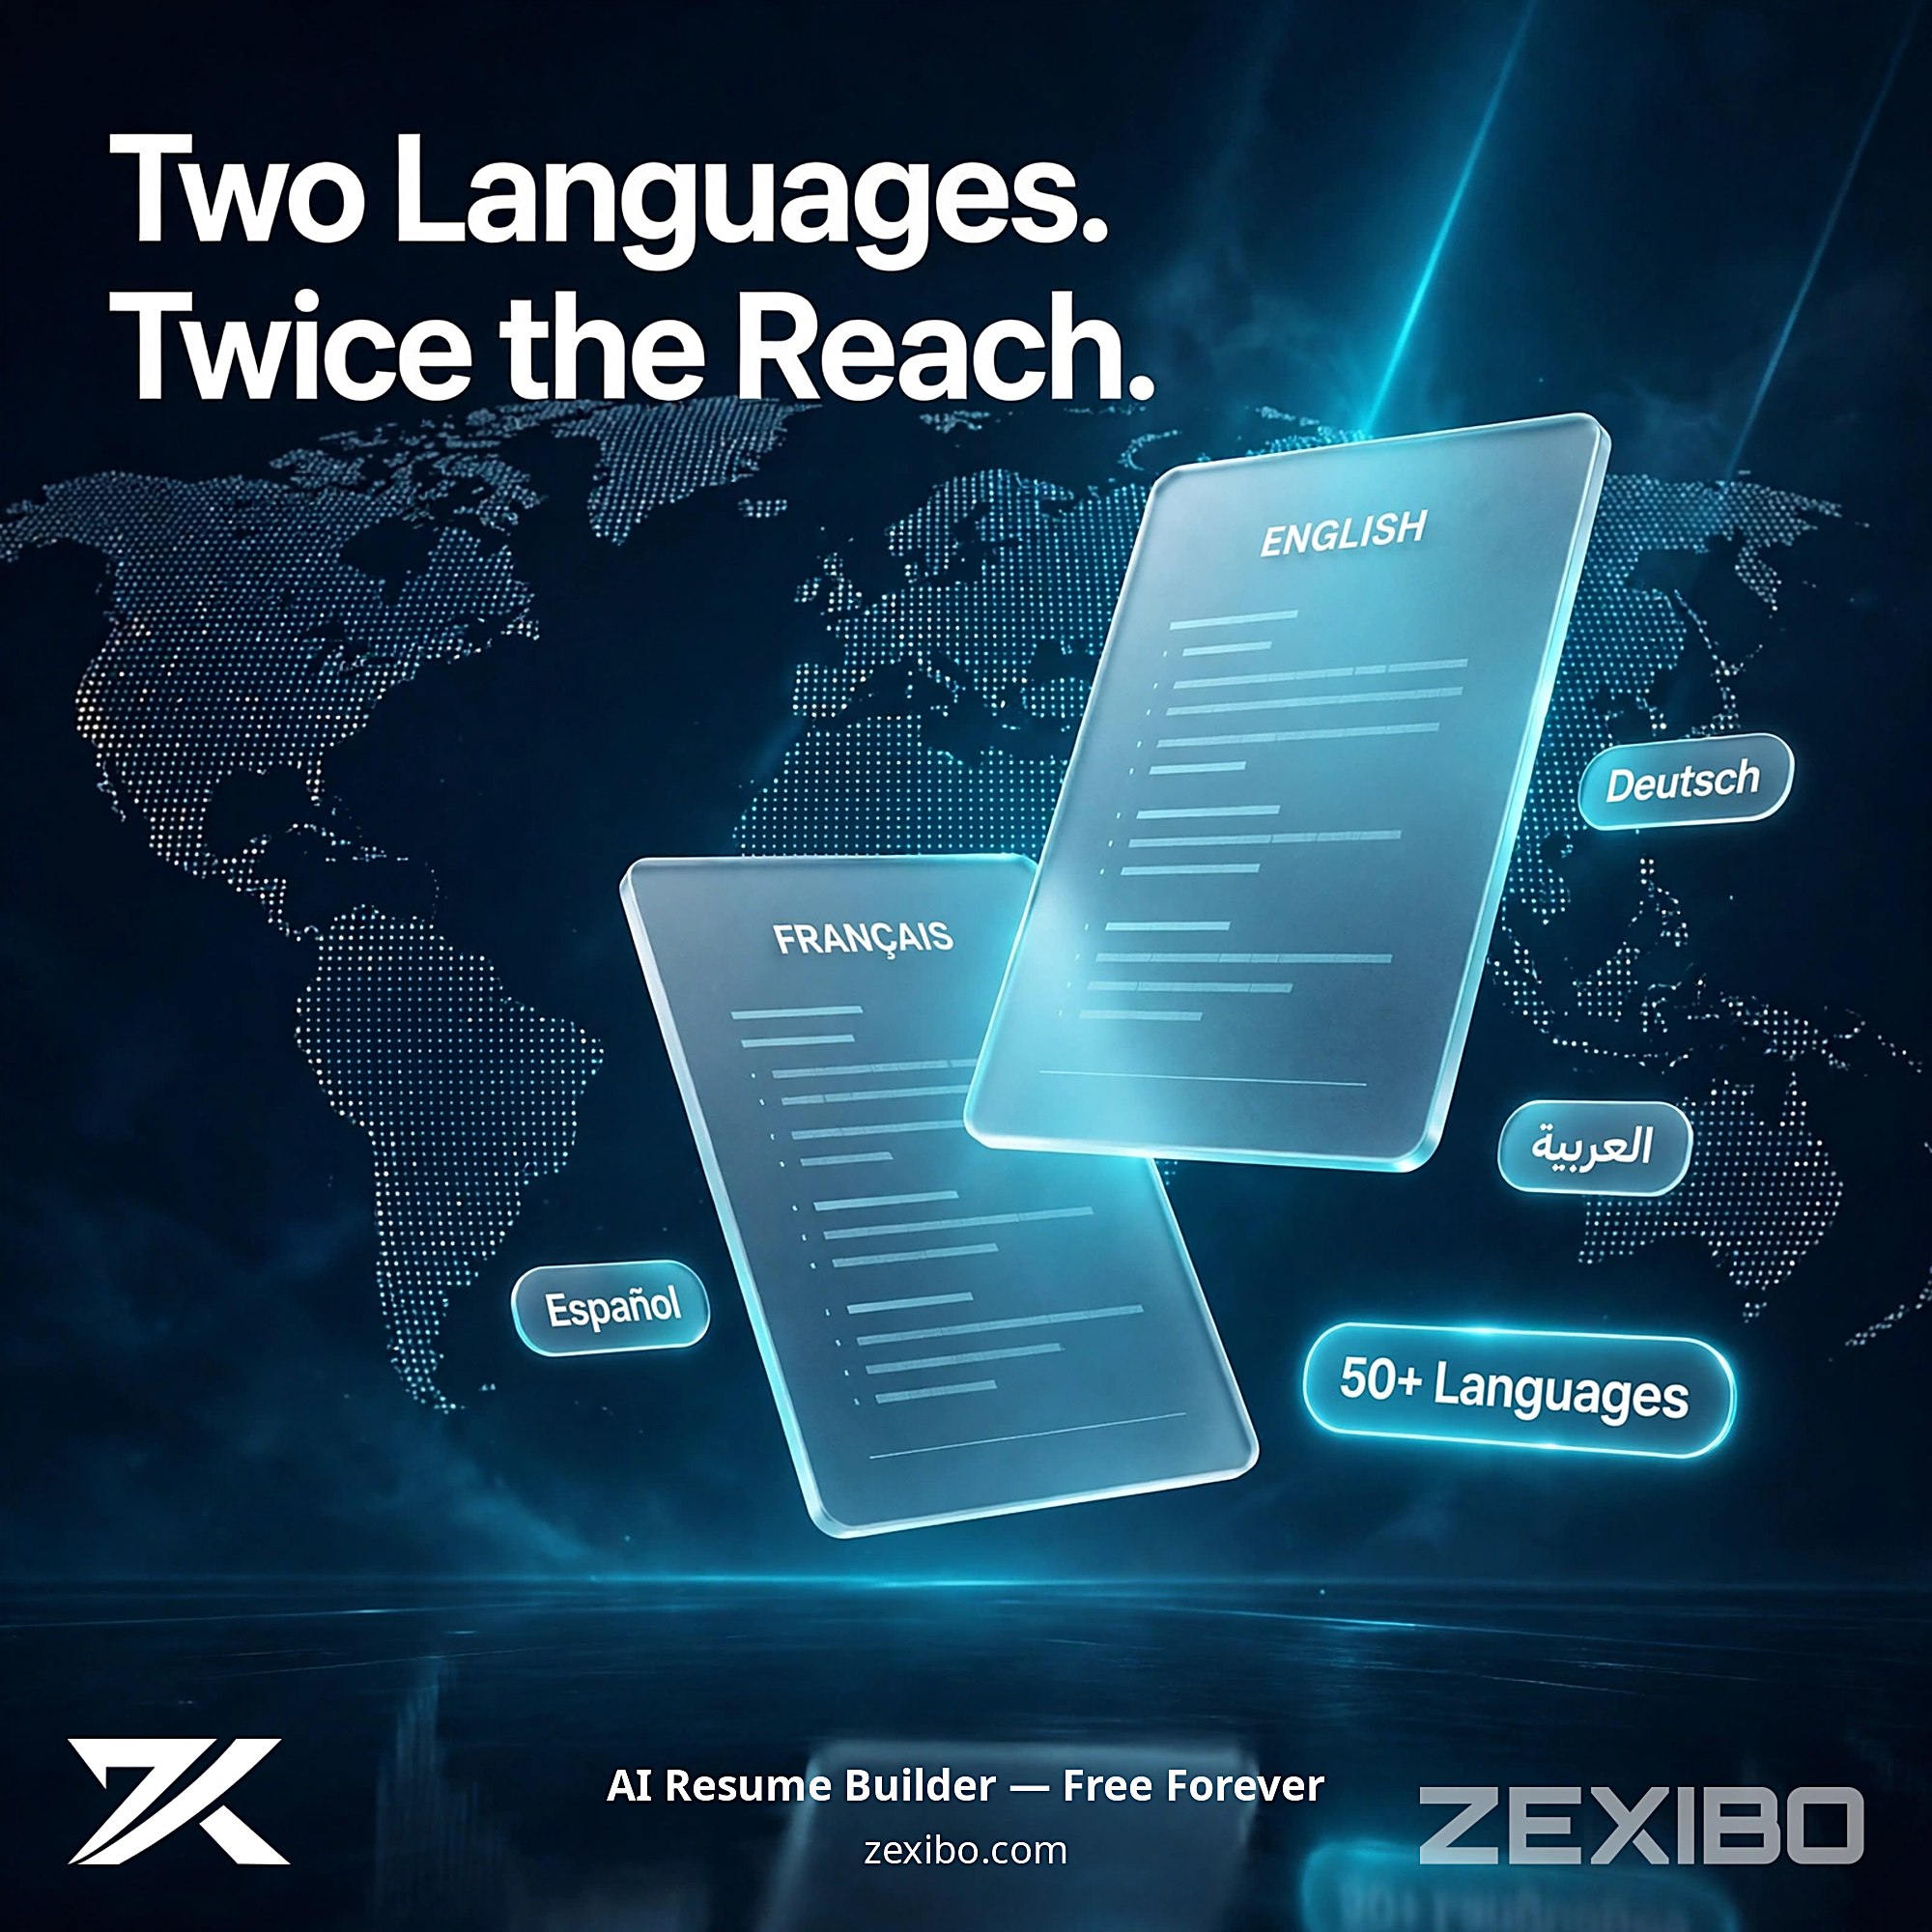 Two Languages.
Twice the Reach.
ENGLISH
Deutsch
FRANÇAIS
العربية
Español
50+ Languages
AI Resume Builder — Free Forever
zexibo.com
ZEXIBO